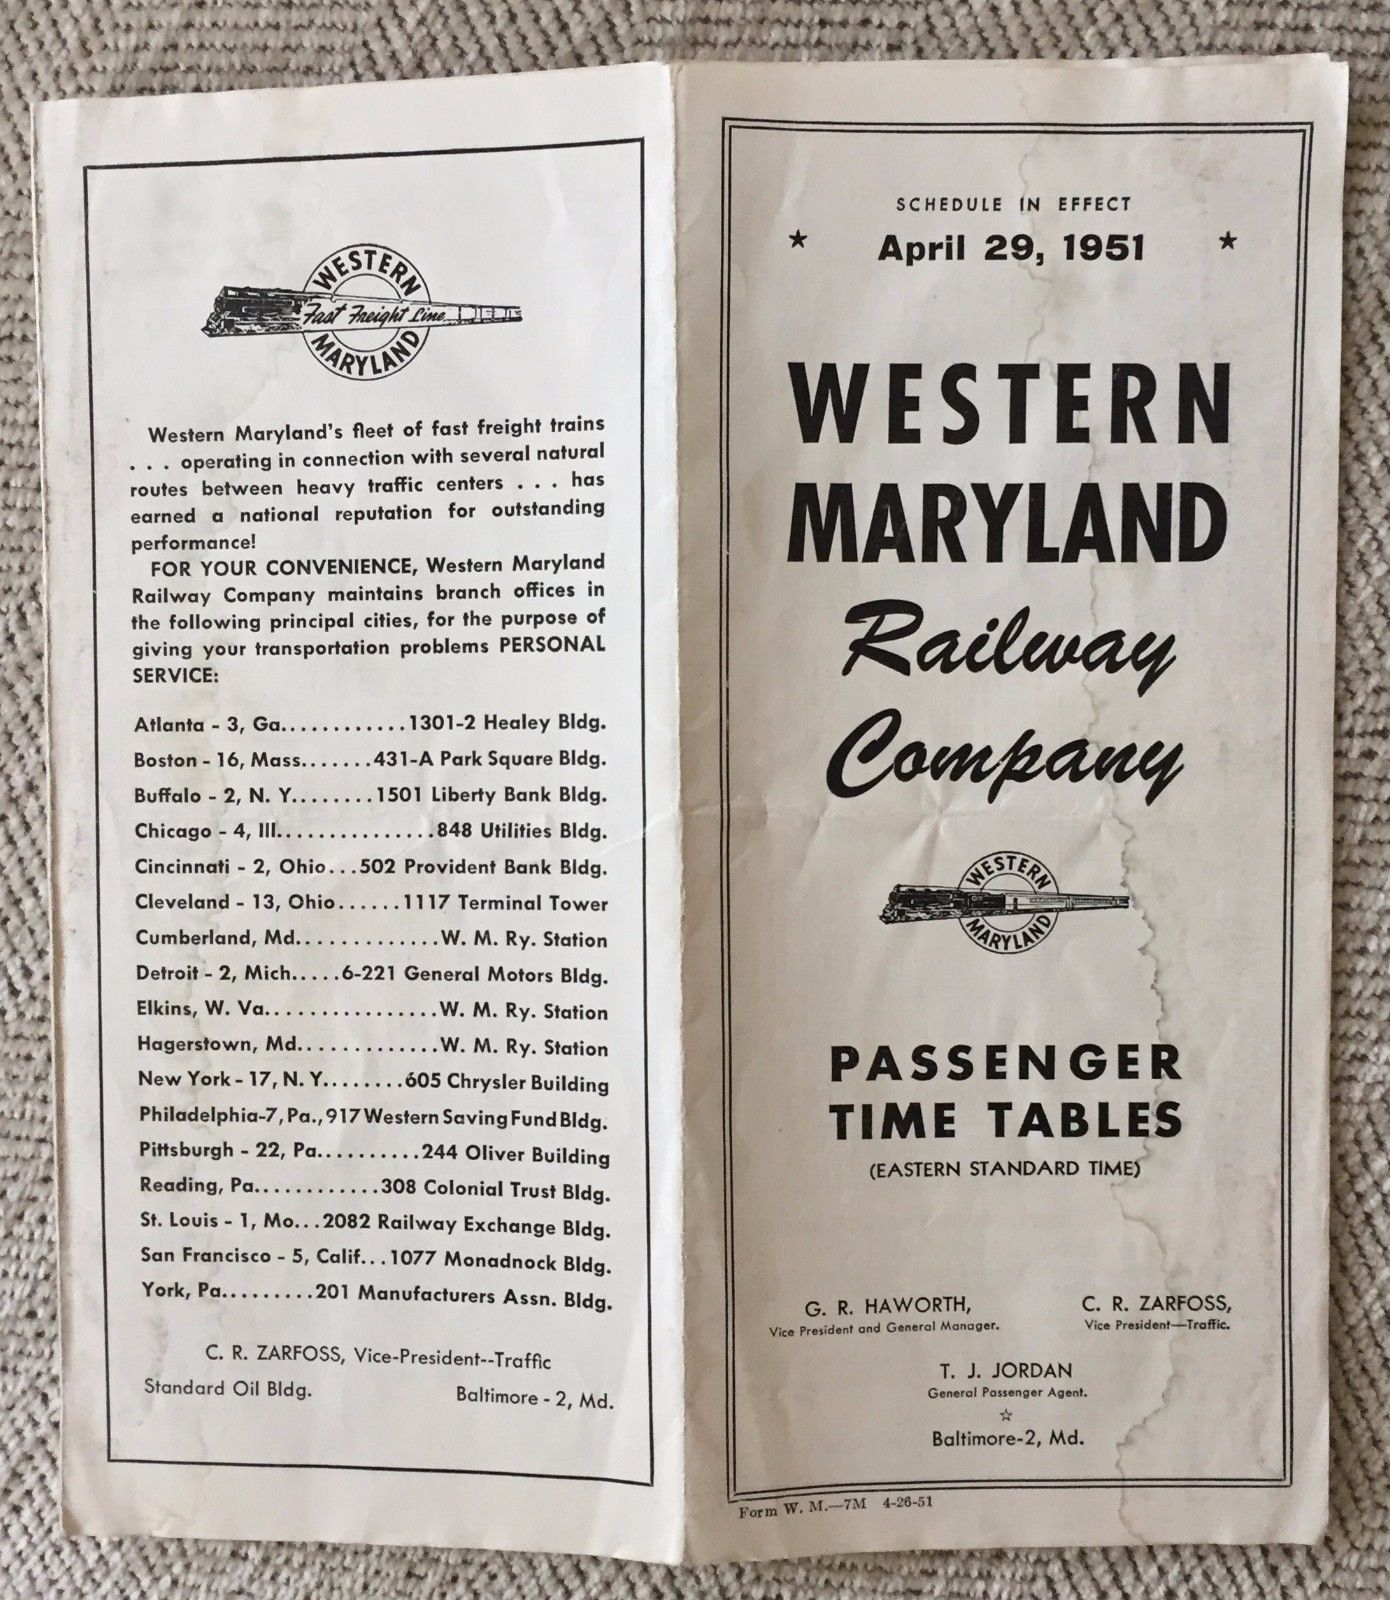 WESTERN
Fast Freight Line
MARYLAND
Western Maryland's fleet of fast freight trains
. . . operating in connection with several natural
routes between heavy traffic centers . . . has
earned a national reputation for outstanding
performance!
FOR YOUR CONVENIENCE, Western Maryland
Railway Company maintains branch offices in
the following principal cities, for the purpose of
giving your transportation problems PERSONAL
SERVICE:
Atlanta - 3, Ga............1301-2 Healey Bldg.
Boston - 16, Mass.......431-A Park Square Bldg.
Buffalo - 2, N. Y........1501 Liberty Bank Bldg.
Chicago - 4, Ill...............848 Utilities Bldg.
Cincinnati - 2, Ohio...502 Provident Bank Bldg.
Cleveland - 13, Ohio......1117 Terminal Tower
Cumberland, Md.............W. M. Ry. Station
Detroit - 2, Mich.....6-221 General Motors Bldg.
Elkins, W. Va................W. M. Ry. Station
Hagerstown, Md.............W. M. Ry. Station
New York - 17, N. Y........605 Chrysler Building
Philadelphia-7, Pa., 917 Western Saving Fund Bldg.
Pittsburgh - 22, Pa..........244 Oliver Building
Reading, Pa............308 Colonial Trust Bldg.
St. Louis - 1, Mo...2082 Railway Exchange Bldg.
San Francisco - 5, Calif...1077 Monadnock Bldg.
York, Pa.........201 Manufacturers Assn. Bldg.
C. R. ZARFOSS, Vice-President--Traffic
Standard Oil Bldg. Baltimore - 2, Md.
SCHEDULE IN EFFECT
★ April 29, 1951 ★
WESTERN
MARYLAND
Railway
Company
WESTERN
MARYLAND
PASSENGER
TIME TABLES
(EASTERN STANDARD TIME)
G. R. HAWORTH, C. R. ZARFOSS,
Vice President and General Manager. Vice President—Traffic.
T. J. JORDAN
General Passenger Agent.
☆
Baltimore-2, Md.
Form W. M.—7M 4-26-51